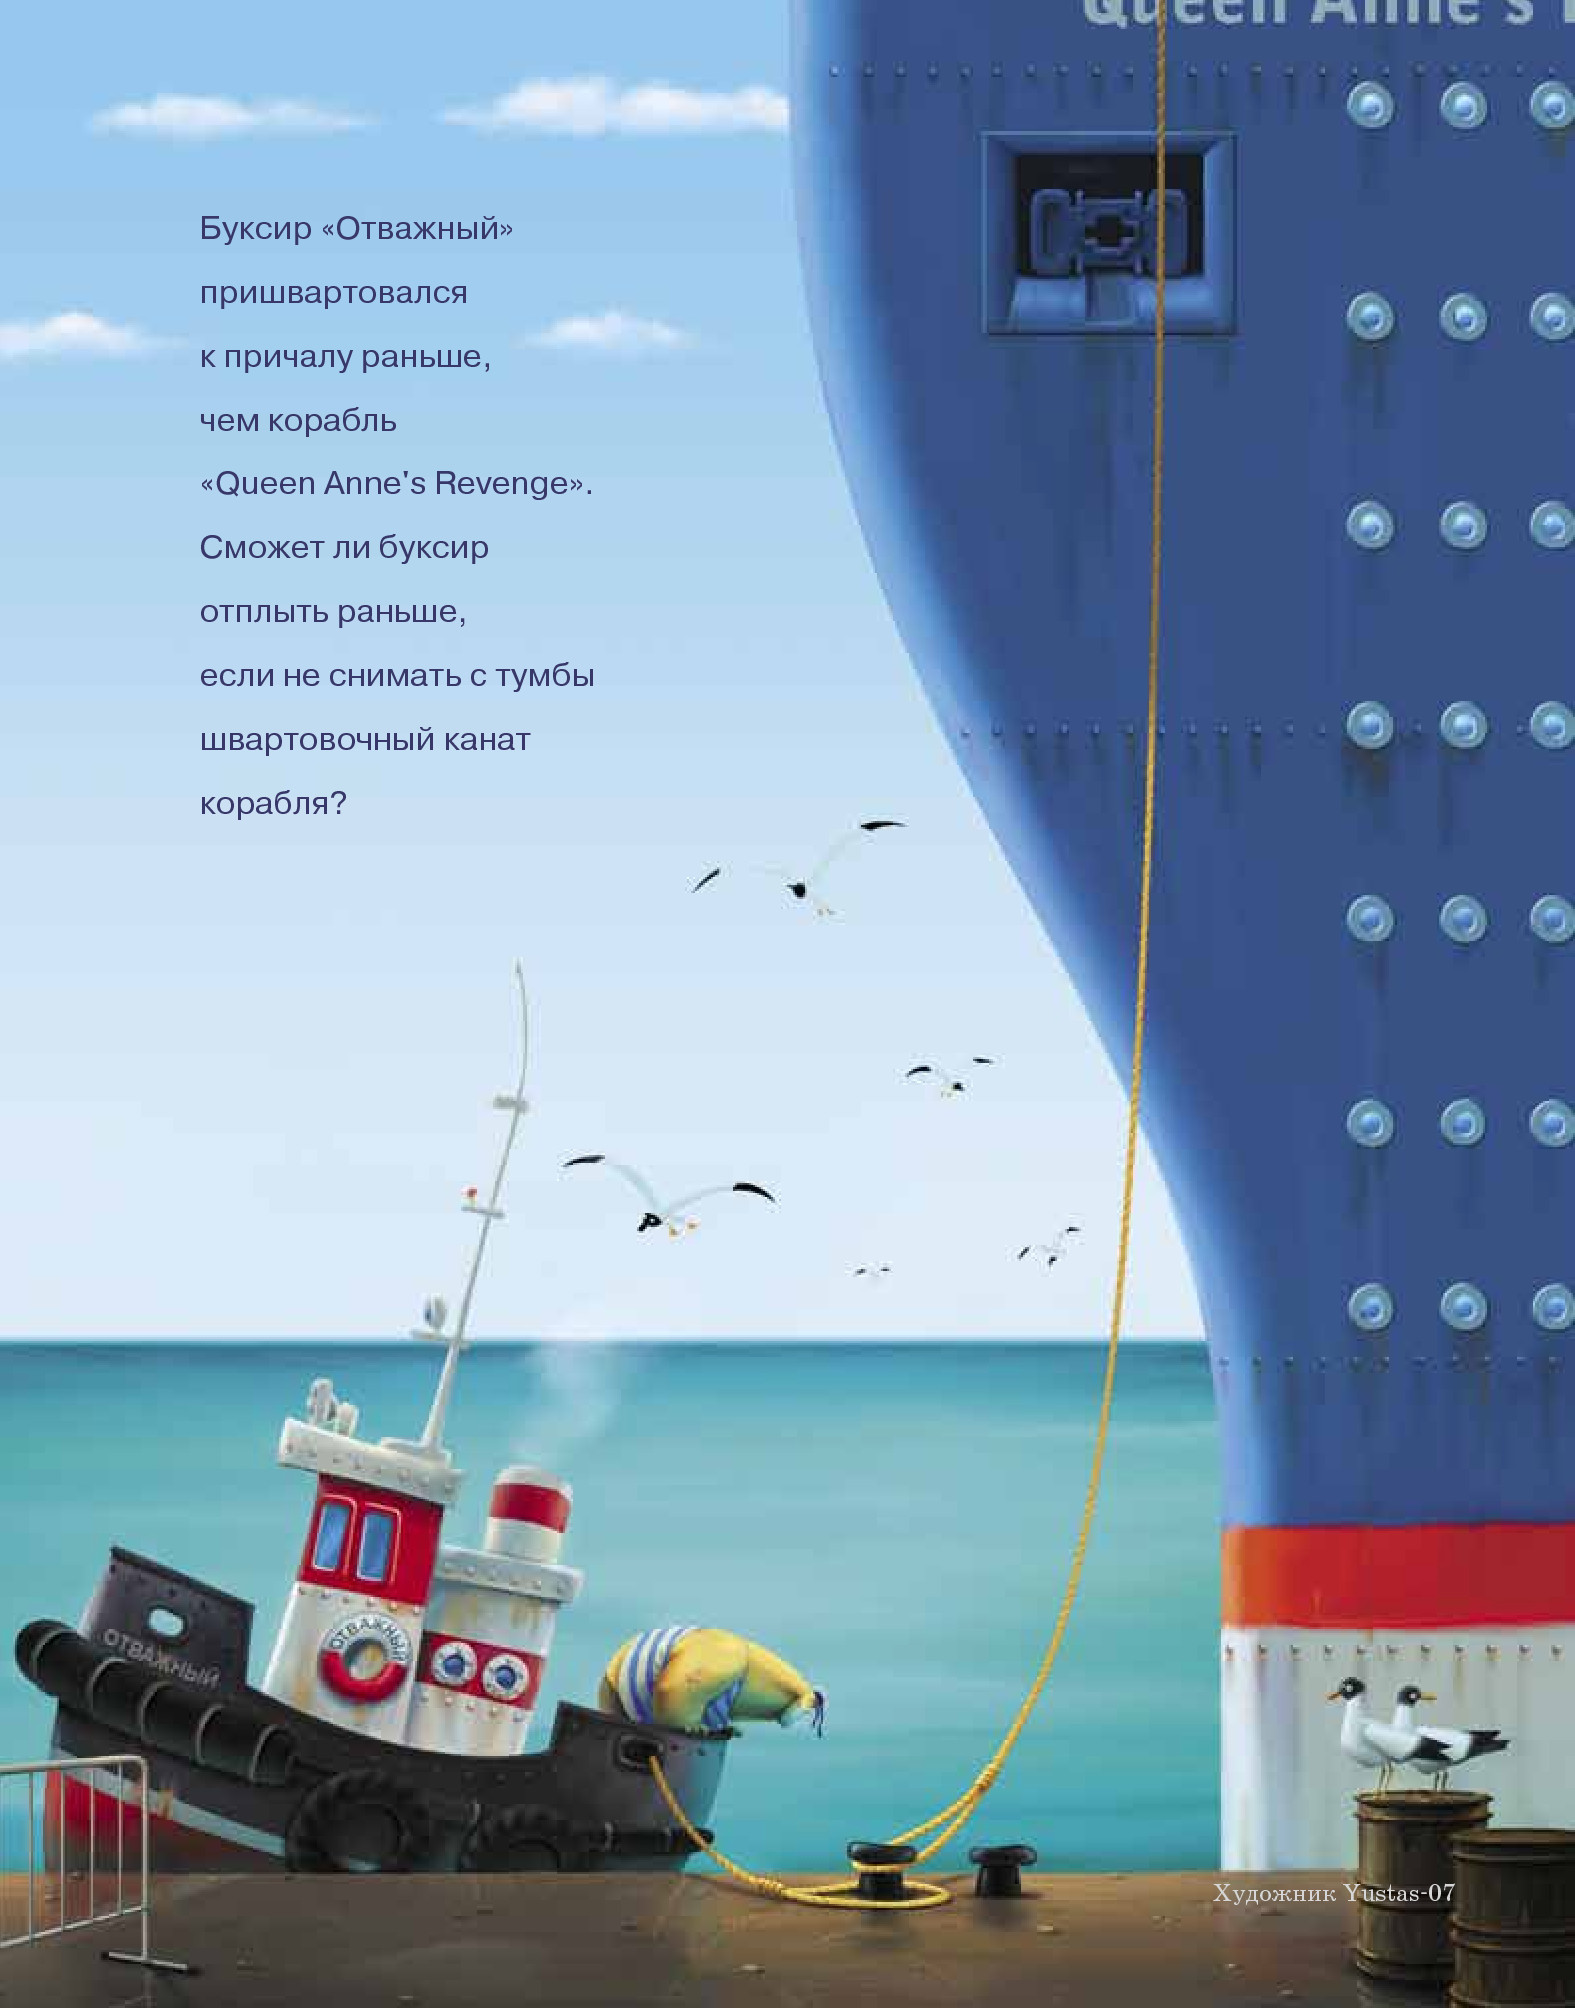 Queen Anne's
Буксир «Отважный»
пришвартовался
к причалу раньше,
чем корабль
«Queen Anne's Revenge».
Сможет ли буксир
отплыть раньше,
если не снимать с тумбы
швартовочный канат
корабля?
ОТВАЖНЫЙ
ОТВАЖНЫЙ
Художник Yustas-07